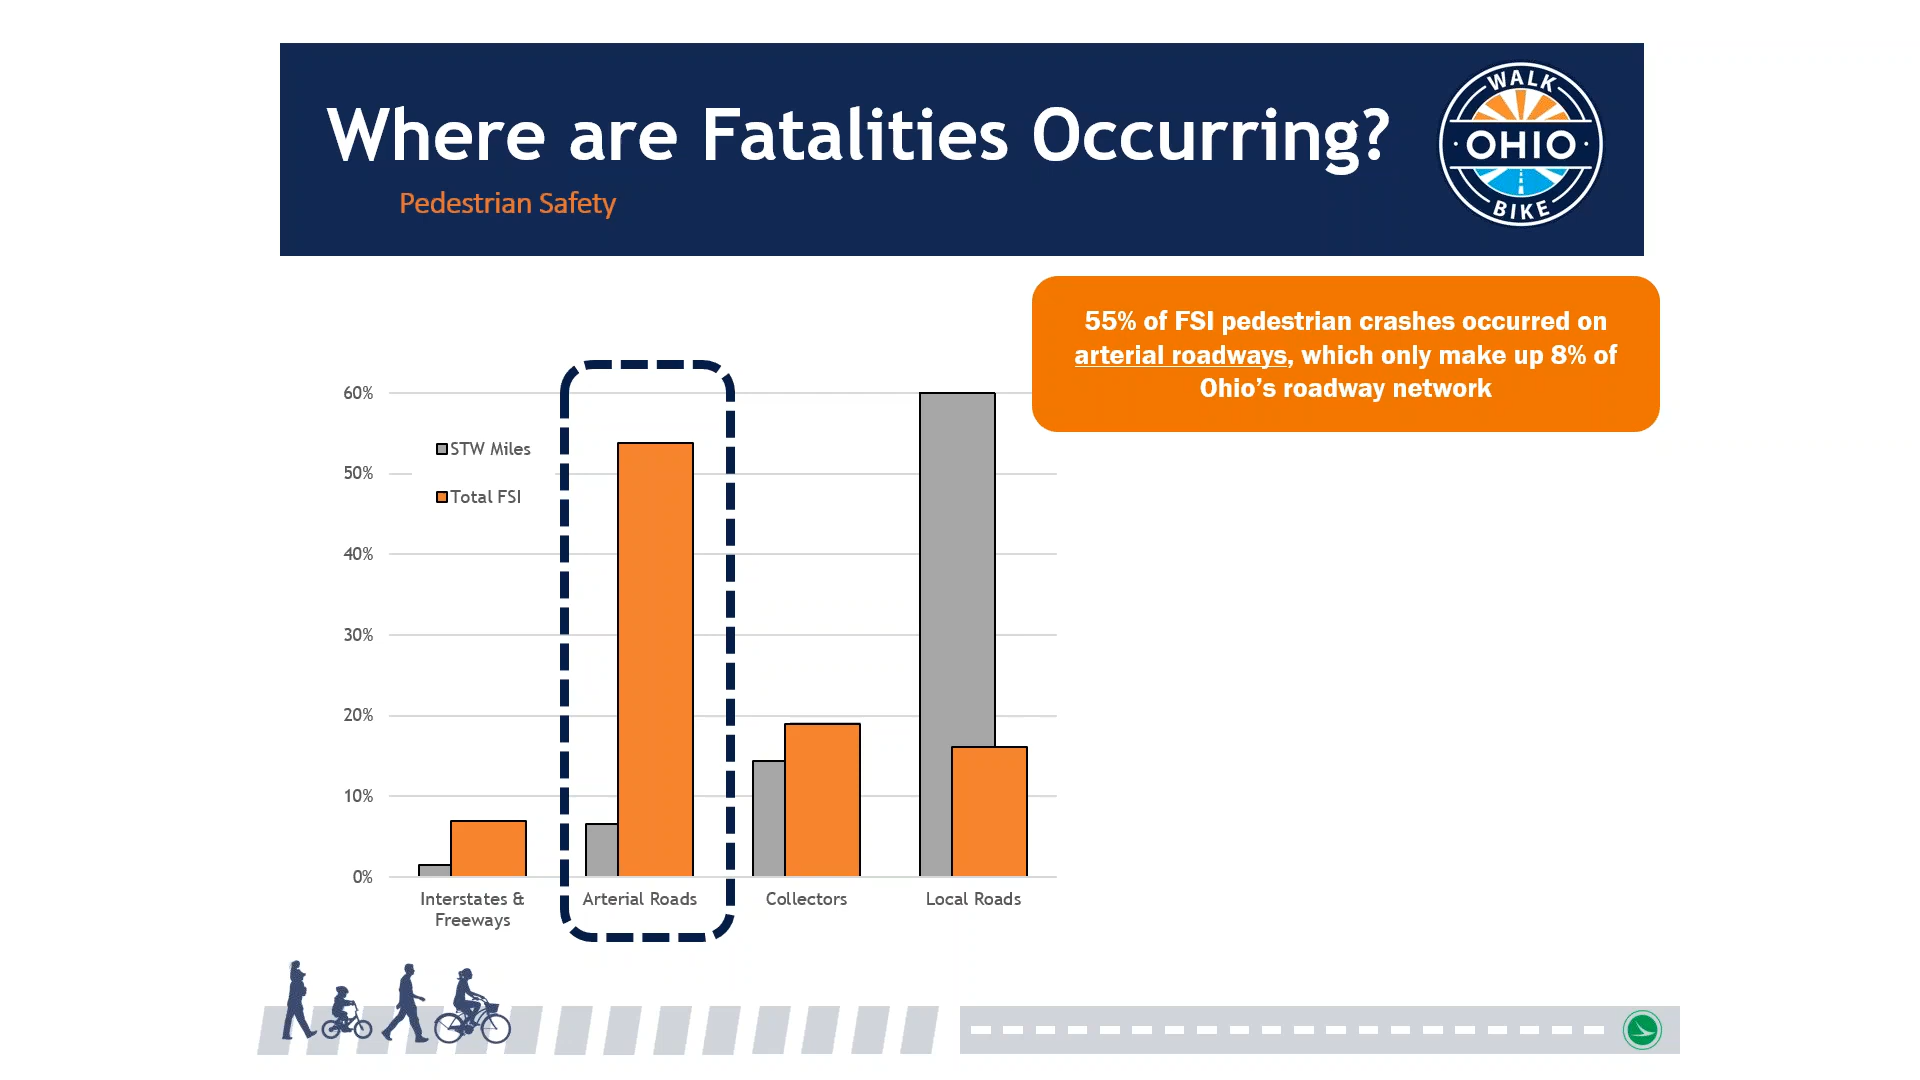 Where are Fatalities Occurring?
Pedestrian Safety
WALK
OHIO
BIKE
55% of FSI pedestrian crashes occurred on
arterial roadways, which only make up 8% of
Ohio's roadway network
60%
50%
40%
30%
20%
10%
0%
STW Miles
Total FSI
Interstates &
Freeways
Arterial Roads
Collectors
Local Roads